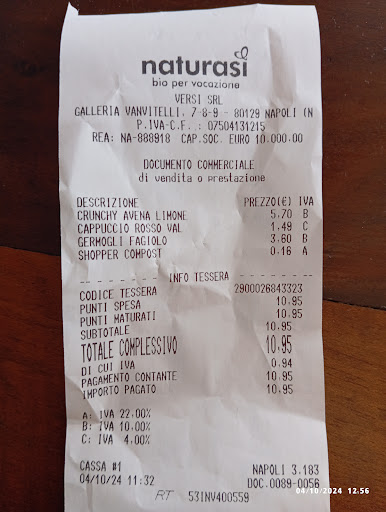 naturasì
bio per vocazione
VERSI SRL
GALLERIA VANVITELLI, 7-8-9 - 80129 NAPOLI (N
P.IVA-C.F. : 07504131215
REA: NA-888918 CAP.SOC. EURO 10.000.00
DOCUMENTO COMMERCIALE
di vendita o prestazione
DESCRIZIONE PREZZO(€) IVA
CRUNCHY AVENA LIMONE 5.70 B
CAPPUCCIO ROSSO VAL 1.49 C
GERMOGLI FAGIOLO 3.60 B
SHOPPER COMPOST 0.16 A
- - - - - - - - INFO TESSERA - - - - - - - -
CODICE TESSERA 2900026843323
PUNTI SPESA 10.95
PUNTI MATURATI 10.95
SUBTOTALE 10.95
TOTALE COMPLESSIVO 10,95
DI CUI IVA 0.94
PAGAMENTO CONTANTE 10.95
IMPORTO PAGATO 10.95
A: IVA 22.00%
B: IVA 10.00%
C: IVA 4.00%
CASSA #1 NAPOLI 3.183
04/10/24 11:32 DOC.0089-0056
RT 53INV400559
04/10/2024 12:56